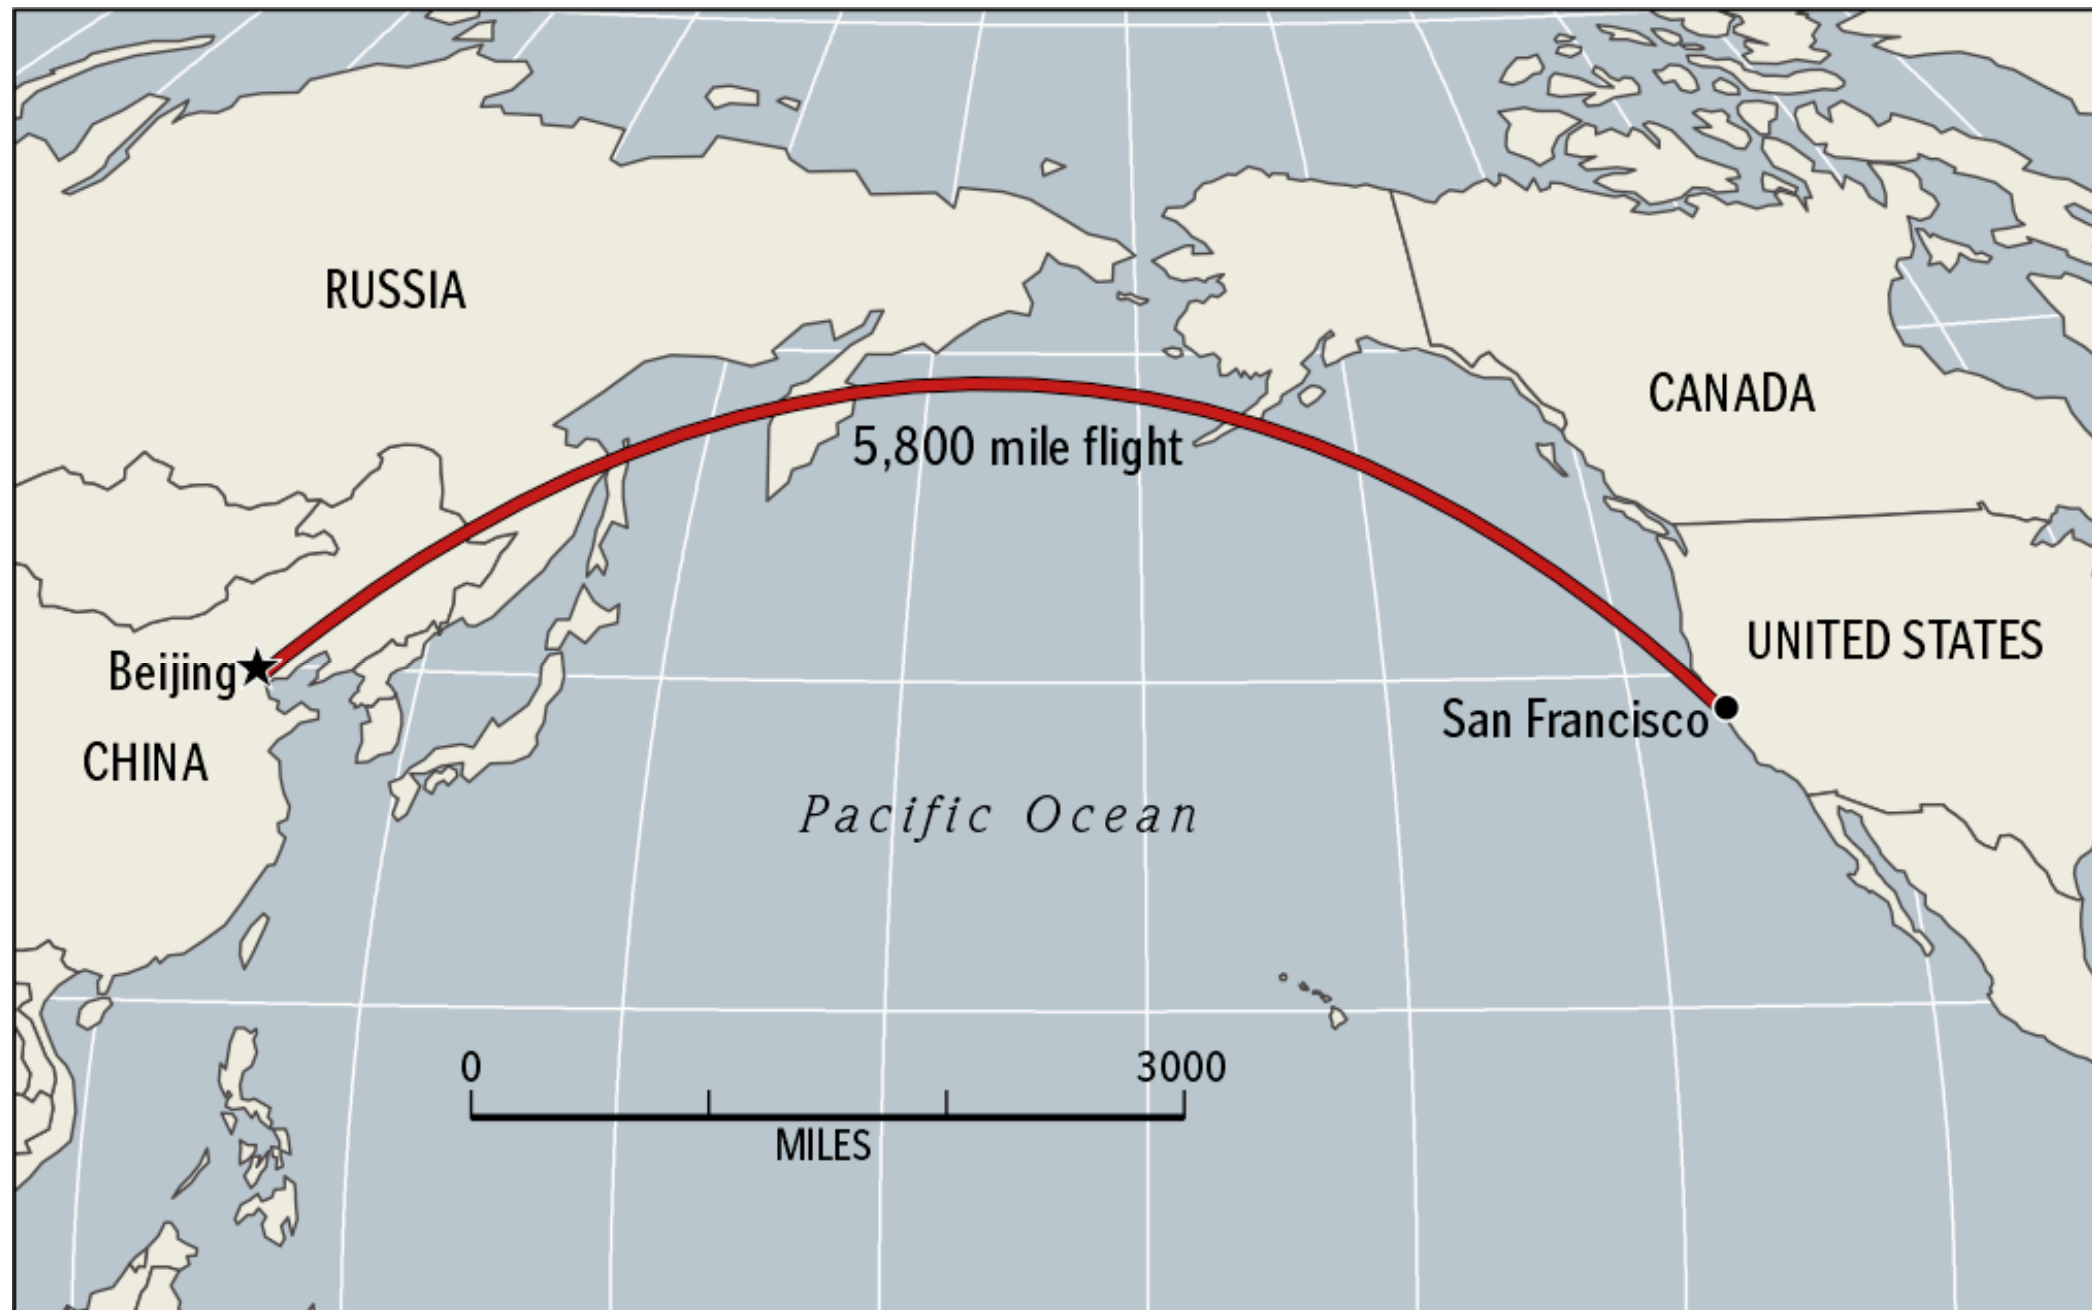 RUSSIA
CANADA
5,800 mile flight
UNITED STATES
Beijing
San Francisco
CHINA
Pacific Ocean
0 3000
MILES